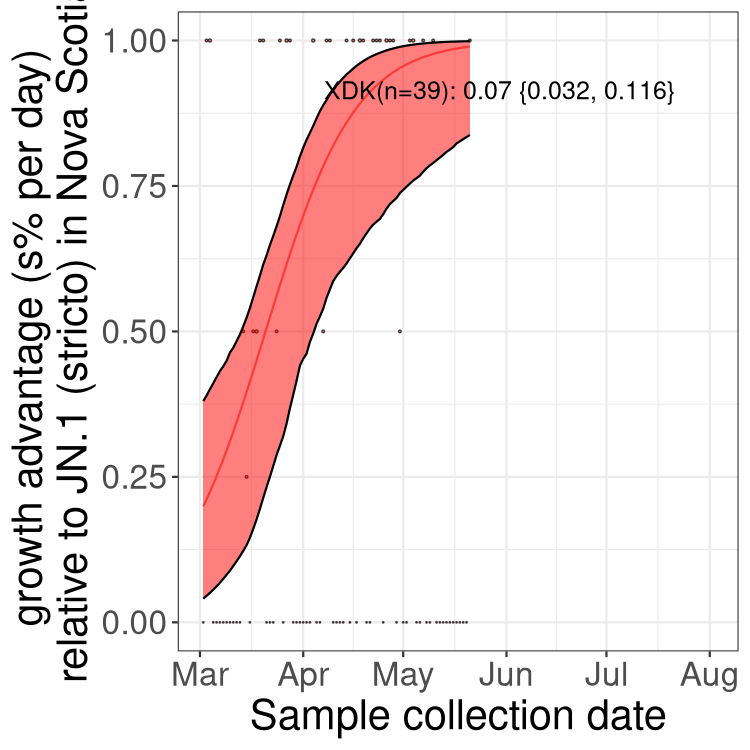 growth advantage (s% per day)
relative to JN.1 (stricto) in Nova Scotia
1.00
XDK(n=39): 0.07 {0.032, 0.116}
0.75
0.50
0.25
0.00
Mar Apr May Jun Jul Aug
Sample collection date